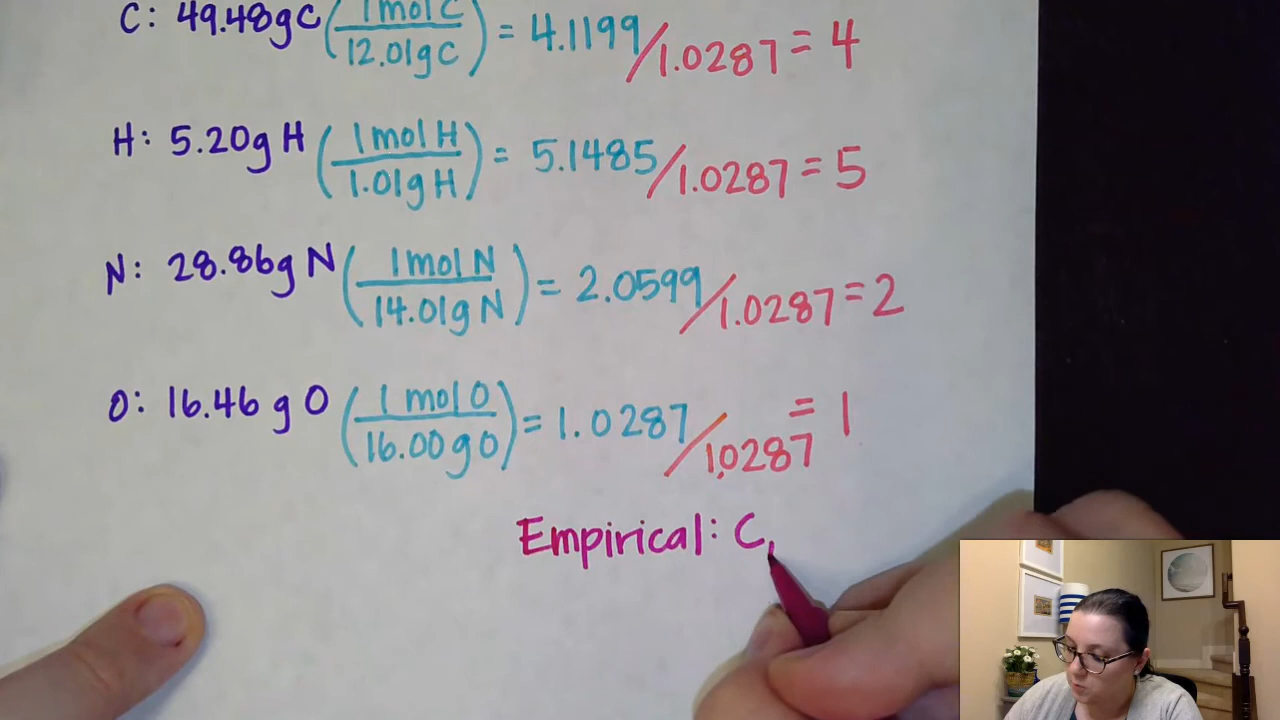 C: 49.48gC (1 mol C / 12.01g C) = 4.1199/1.0287 = 4
H: 5.20g H (1 mol H / 1.01g H) = 5.1485/1.0287 = 5
N: 28.86g N (1 mol N / 14.01g N) = 2.0599/1.0287 = 2
O: 16.46 g O (1 mol O / 16.00 g O) = 1.0287/1.0287 = 1
Empirical: C